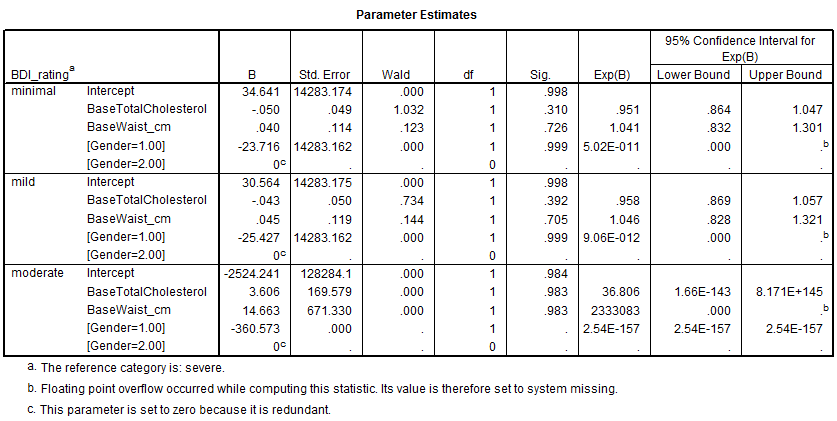 Parameter Estimates
95% Confidence Interval for Exp(B)
BDI_rating a B Std. Error Wald df Sig. Exp(B) Lower Bound Upper Bound
minimal Intercept 34.641 14283.174 .000 1 .998
BaseTotalCholesterol -.050 .049 1.032 1 .310 .951 .864 1.047
BaseWaist_cm .040 .114 .123 1 .726 1.041 .832 1.301
[Gender=1.00] -23.716 14283.162 .000 1 .999 5.02E-011 .000 . b
[Gender=2.00] 0 c . . 0 . . . .
mild Intercept 30.564 14283.175 .000 1 .998
BaseTotalCholesterol -.043 .050 .734 1 .392 .958 .869 1.057
BaseWaist_cm .045 .119 .144 1 .705 1.046 .828 1.321
[Gender=1.00] -25.427 14283.162 .000 1 .999 9.06E-012 .000 . b
[Gender=2.00] 0 c . . 0 . . . .
moderate Intercept -2524.241 128284.1 .000 1 .984
BaseTotalCholesterol 3.606 169.579 .000 1 .983 36.806 1.66E-143 8.171E+145
BaseWaist_cm 14.663 671.330 .000 1 .983 2333083 .000 . b
[Gender=1.00] -360.573 .000 . 1 . 2.54E-157 2.54E-157 2.54E-157
[Gender=2.00] 0 c . . 0 . . . .
a. The reference category is: severe.
b. Floating point overflow occurred while computing this statistic. Its value is therefore set to system missing.
c. This parameter is set to zero because it is redundant.